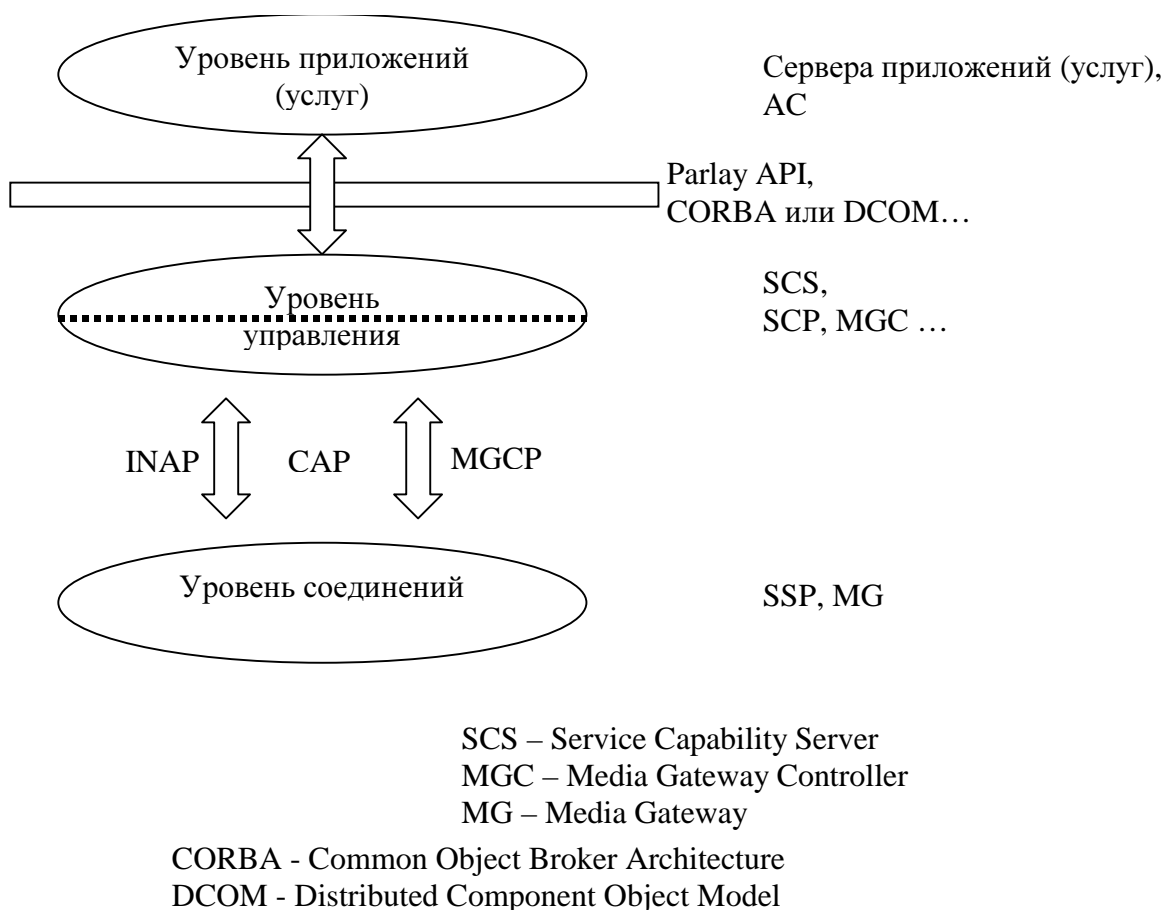 Уровень приложений
(услуг)
Сервера приложений (услуг),
АС
Parlay API,
CORBA или DCOM…
Уровень
управления
SCS,
SCP, MGC …
INAP
CAP
MGCP
Уровень соединений
SSP, MG
SCS – Service Capability Server
MGC – Media Gateway Controller
MG – Media Gateway
CORBA - Common Object Broker Architecture
DCOM - Distributed Component Object Model